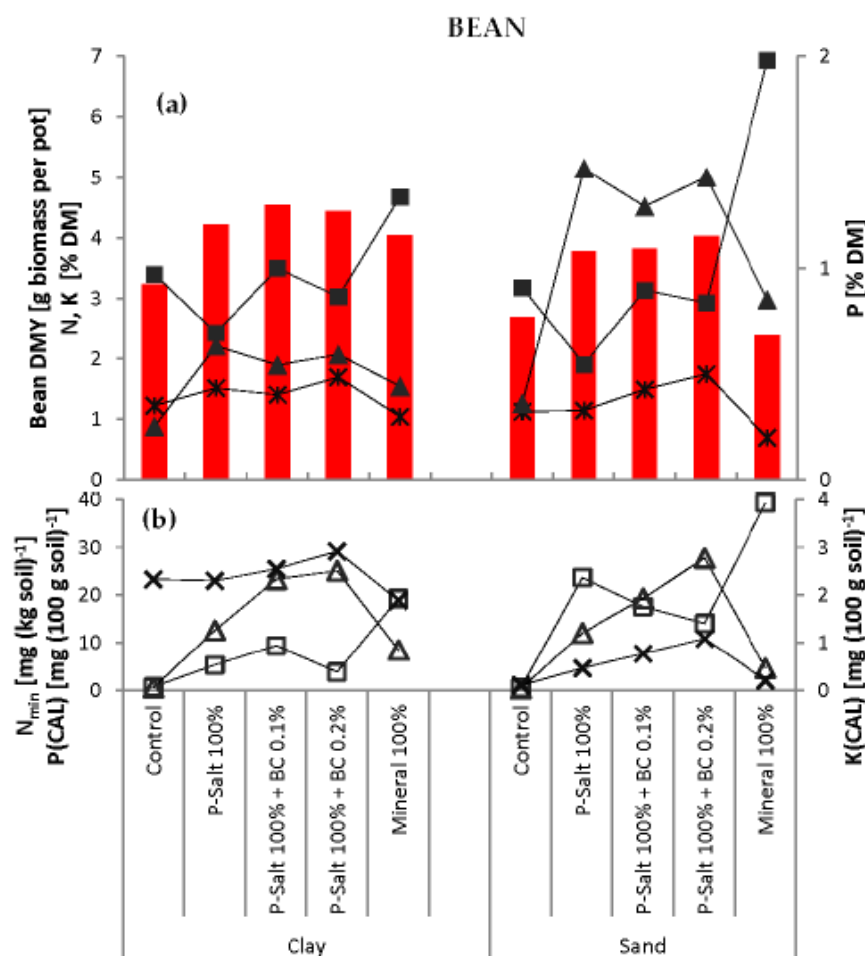 BEAN
(a)
Bean DMY [g biomass per pot]
N, K [% DM]
7
6
5
4
3
2
1
0
P [% DM]
2
1
0
(b)
N_min [mg (kg soil)⁻¹]
P(CAL) [mg (100 g soil)⁻¹]
40
30
20
10
0
K(CAL) [mg (100 g soil)⁻¹]
4
3
2
1
0
Control
P-Salt 100%
P-Salt 100% + BC 0.1%
P-Salt 100% + BC 0.2%
Mineral 100%
Control
P-Salt 100%
P-Salt 100% + BC 0.1%
P-Salt 100% + BC 0.2%
Mineral 100%
Clay
Sand